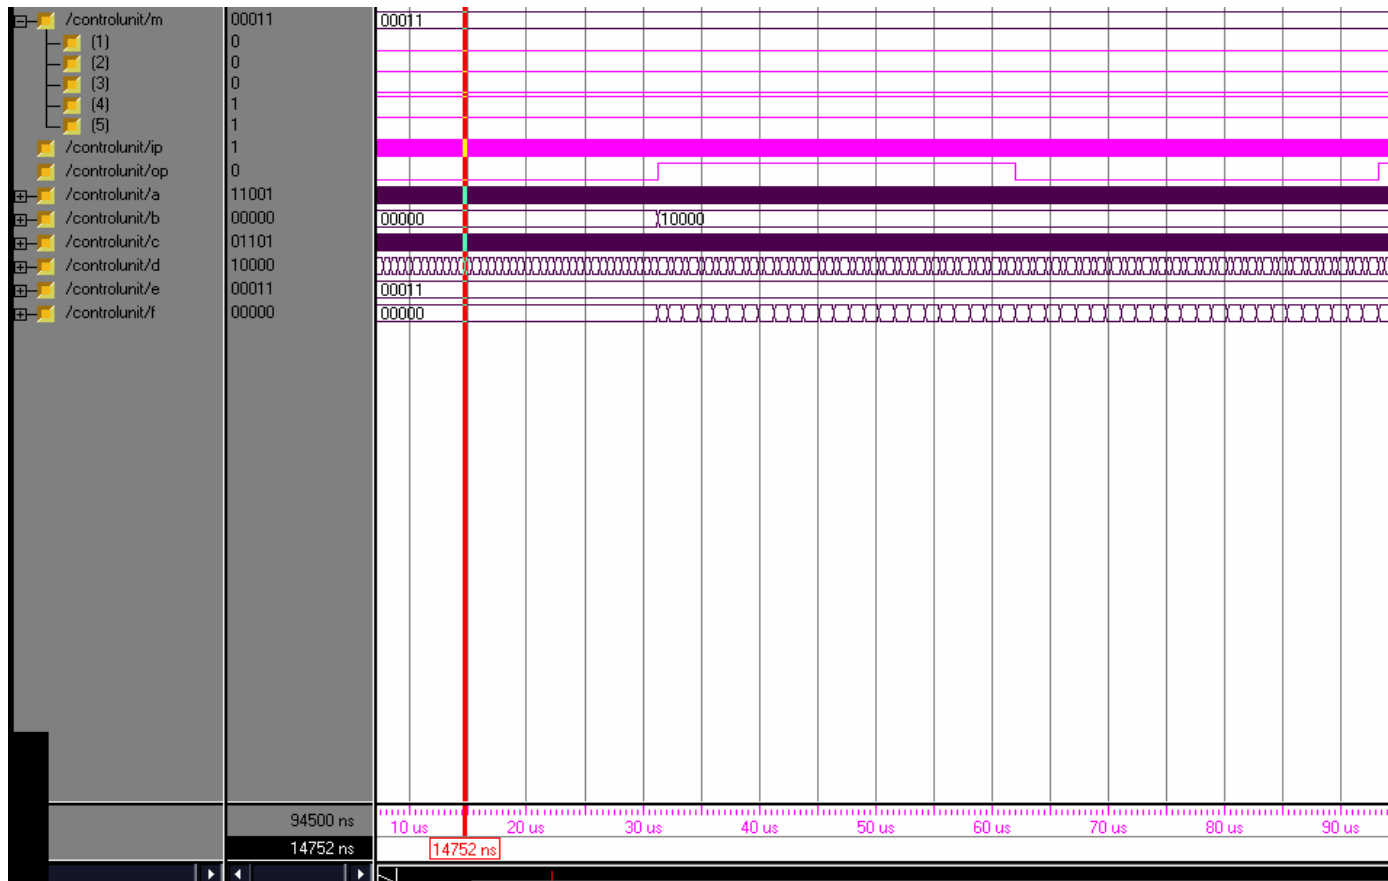 /controlunit/m 00011 00011
(1) 0
(2) 0
(3) 0
(4) 1
(5) 1
/controlunit/ip 1
/controlunit/op 0
/controlunit/a 11001
/controlunit/b 00000 00000 10000
/controlunit/c 01101
/controlunit/d 10000
/controlunit/e 00011 00011
/controlunit/f 00000 00000
94500 ns 10 us 20 us 30 us 40 us 50 us 60 us 70 us 80 us 90 us
14752 ns 14752 ns